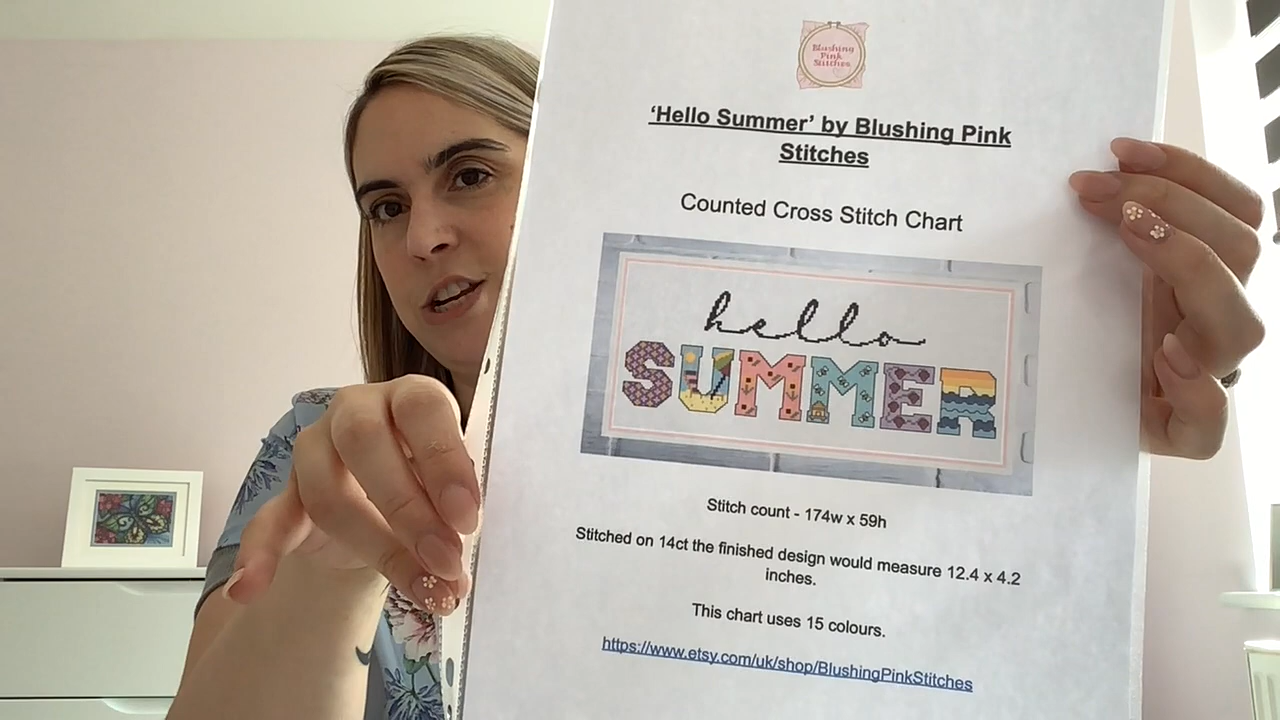 Blushing
Pink
Stitches
'Hello Summer' by Blushing Pink
Stitches
Counted Cross Stitch Chart
hello
SUMMER
Stitch count - 174w x 59h
Stitched on 14ct the finished design would measure 12.4 x 4.2
inches.
This chart uses 15 colours.
https://www.etsy.com/uk/shop/BlushingPinkStitches